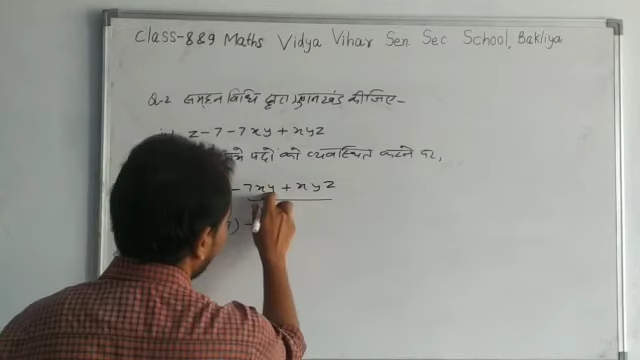 Class-8&9 Maths Vidya Vihar Sen Sec School, Bakliya
Q-2 समूहन विधि द्वारा गुणनखंड कीजिए-
z-7-7xy+xyz
पदों को व्यवस्थित करने पर,
-7xy+xyz
) -